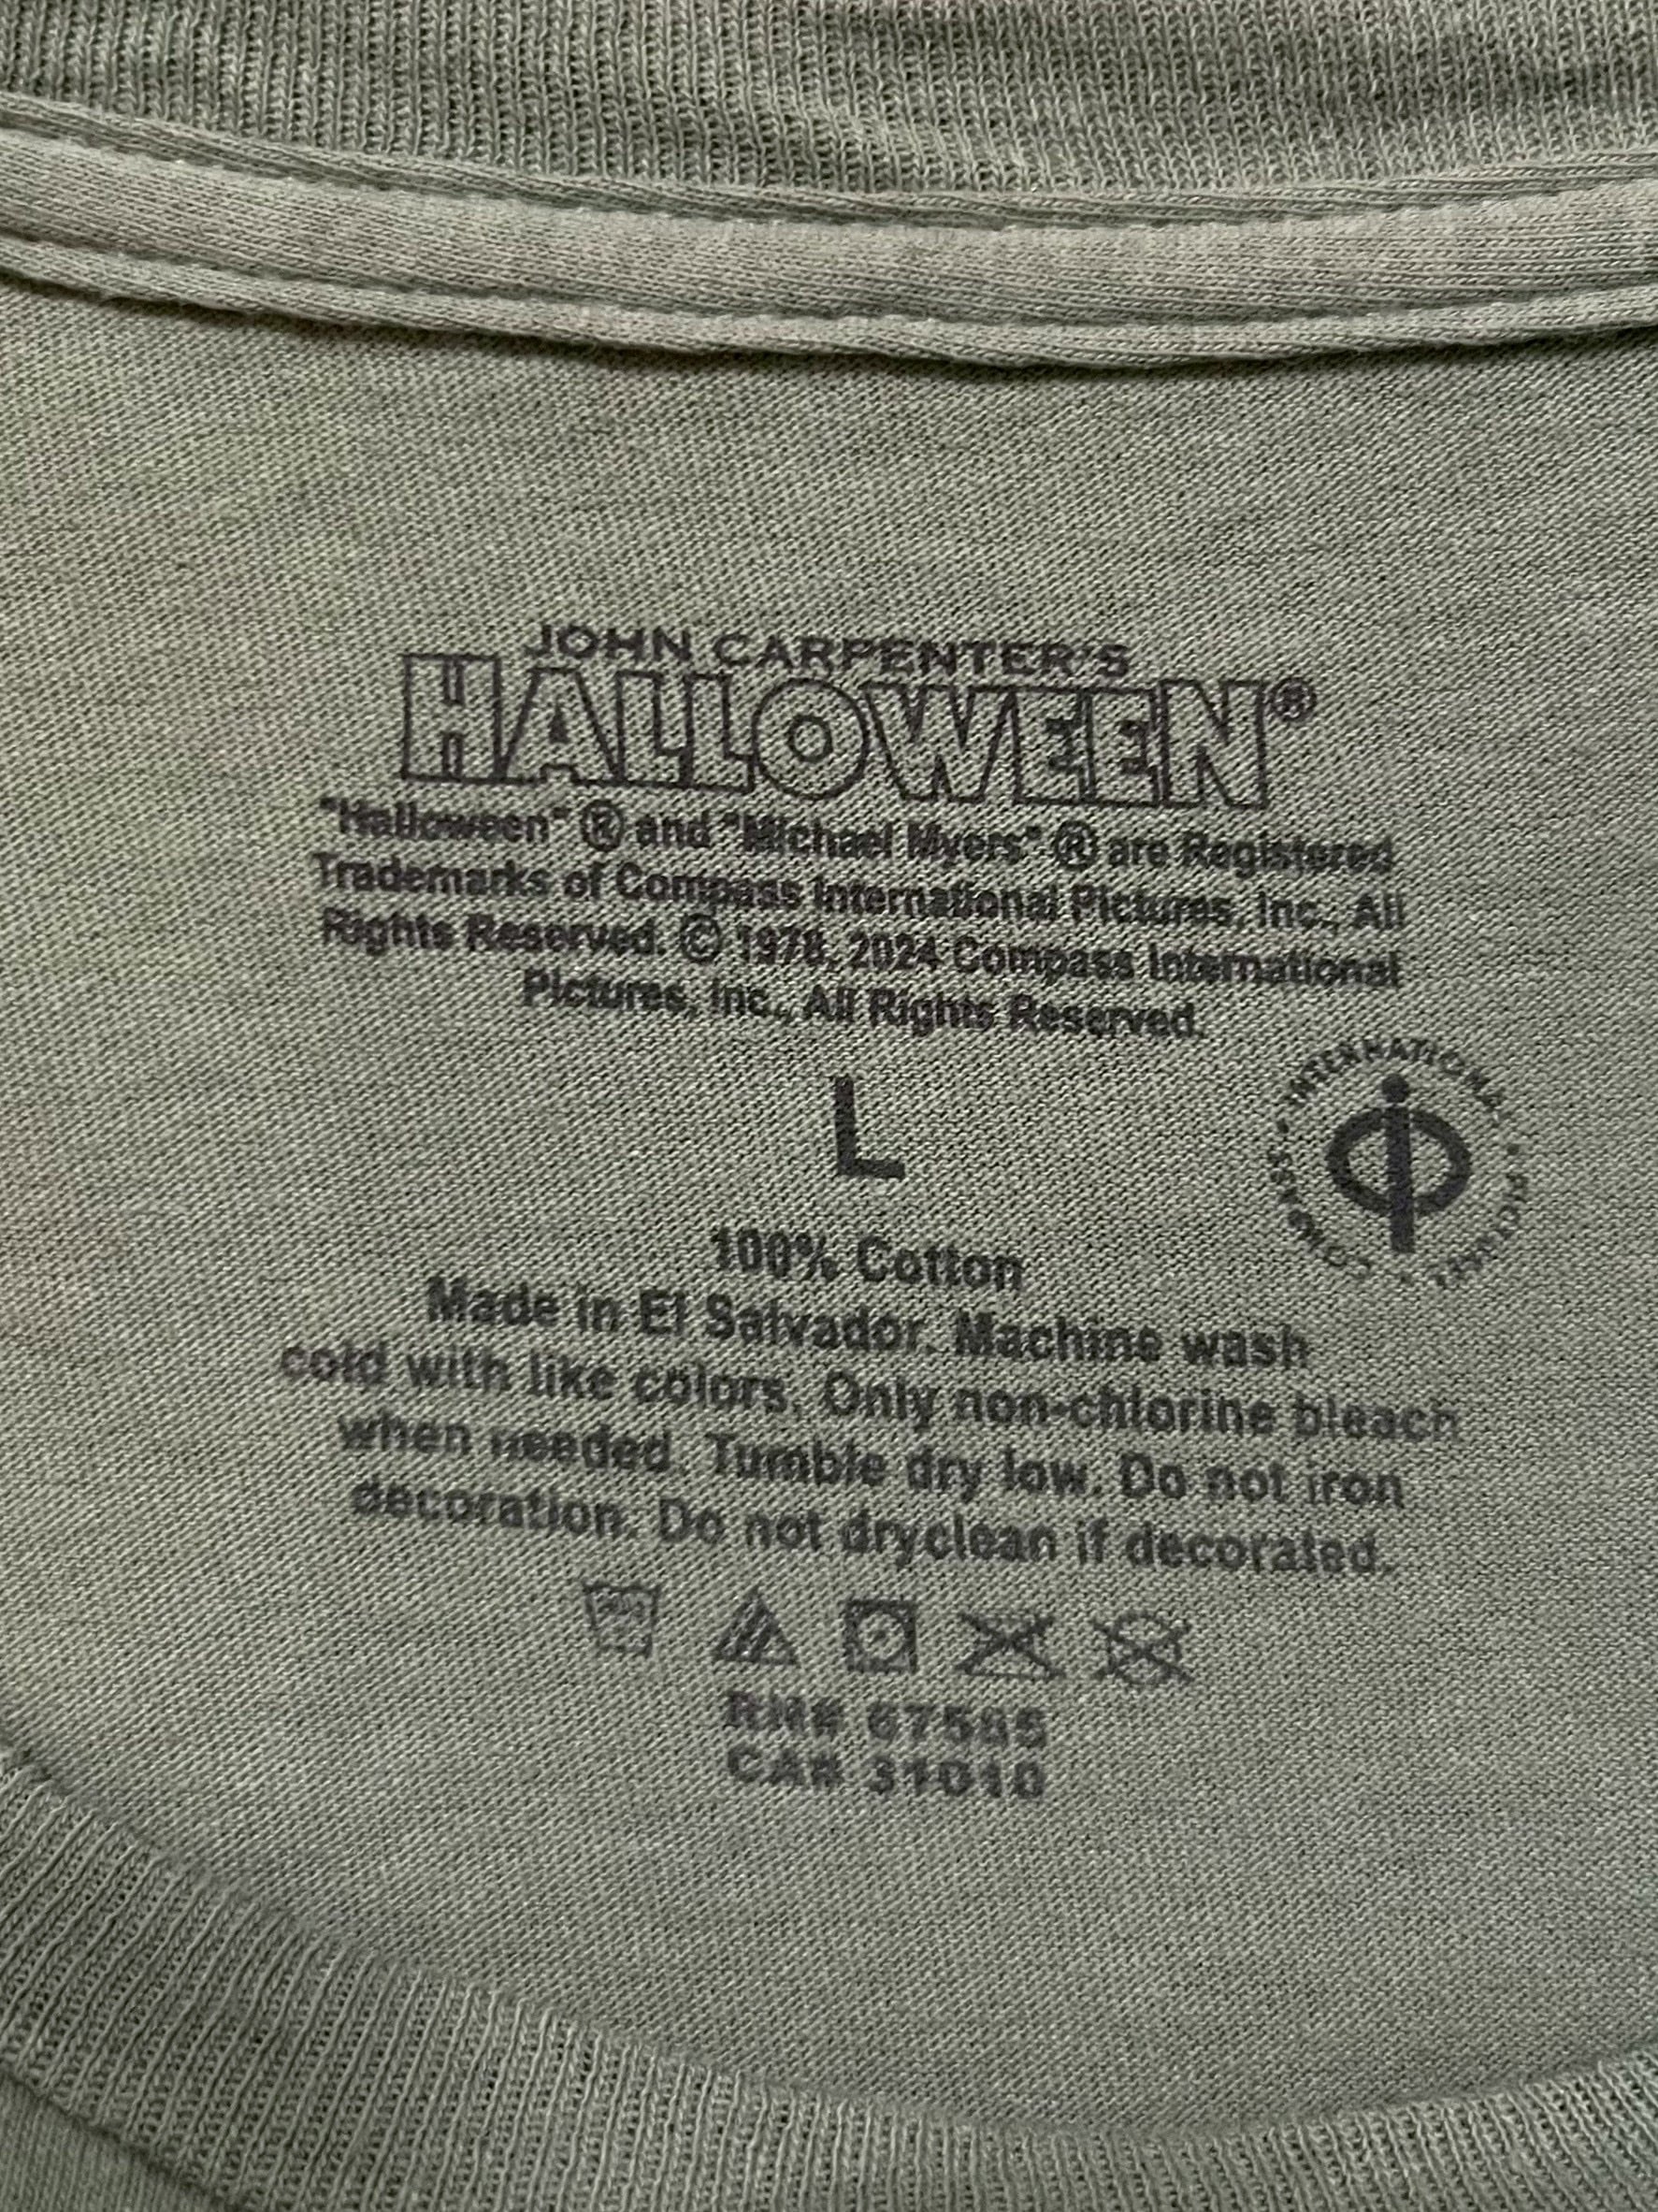 JOHN CARPENTER'S
HALLOWEEN®
"Halloween" ® and "Michael Myers" ® are Registered
Trademarks of Compass International Pictures, Inc., All
Rights Reserved. © 1978, 2024 Compass International
Pictures, Inc., All Rights Reserved.
L
COMPASS • INTERNATIONAL • PICTURES •
100% Cotton
Made in El Salvador. Machine wash
cold with like colors. Only non-chlorine bleach
when needed. Tumble dry low. Do not iron
decoration. Do not dryclean if decorated.
RN# 67505
CA# 31010